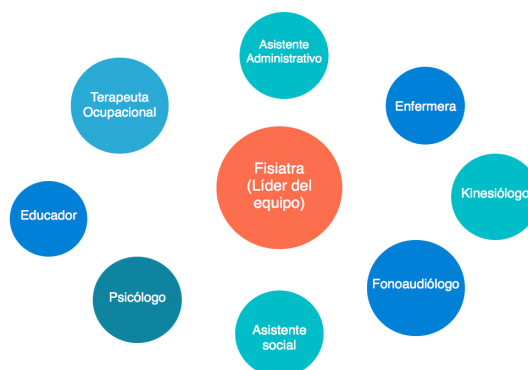 Asistente
Administrativo
Terapeuta
Ocupacional
Enfermera
Fisiatra
(Líder del
equipo)
Kinesiólogo
Educador
Fonoaudiólogo
Psicólogo
Asistente
social